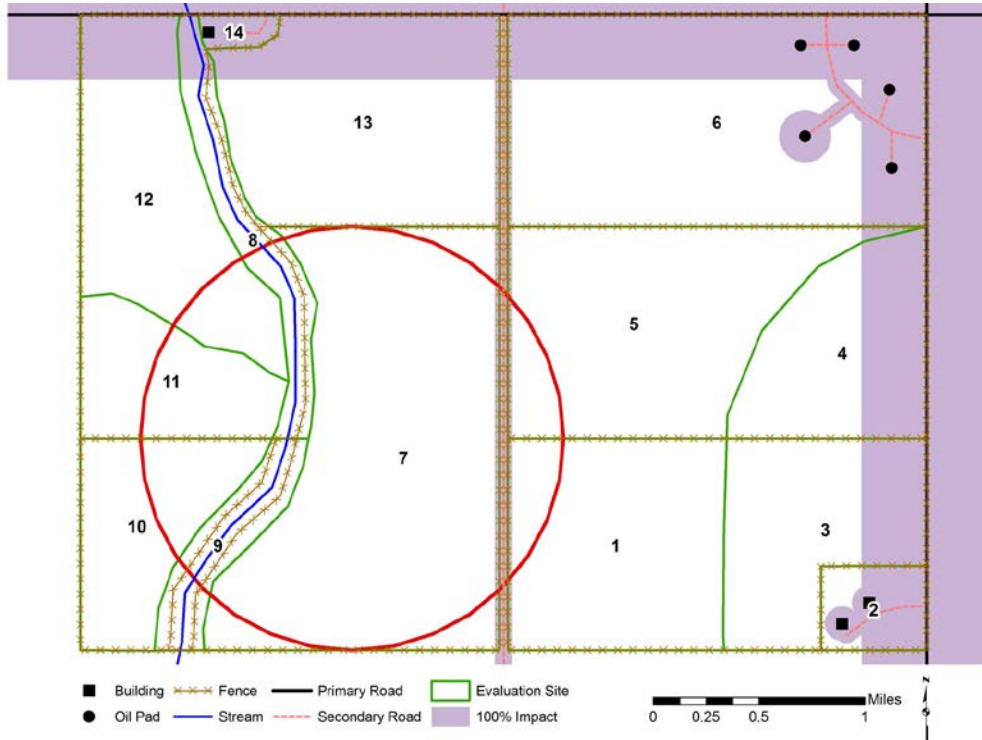 14
13
6
12
8
5
4
11
7
10
9
1
3
2
Building Fence Primary Road Evaluation Site
Miles
Oil Pad Stream Secondary Road 100% Impact
0 0.25 0.5 1
N